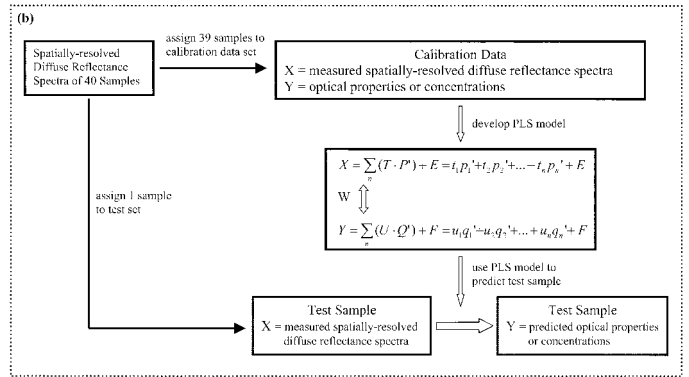 (b)
assign 39 samples to
calibration data set
Spatially-resolved
Diffuse Reflectance
Spectra of 40 Samples
Calibration Data
X = measured spatially-resolved diffuse reflectance spectra
Y = optical properties or concentrations
develop PLS model
X = ∑ₙ (T · P') + E = t₁p₁'+t₂p₂'+...−tₙpₙ' + E
W
Y = ∑ₙ (U · Q') + F = u₁q₁'÷u₂q₂'+...+uₙqₙ'+ F
assign 1 sample
to test set
use PLS model to
predict test sample
Test Sample
X = measured spatially-resolved
diffuse reflectance spectra
Test Sample
Y = predicted optical properties
or concentrations